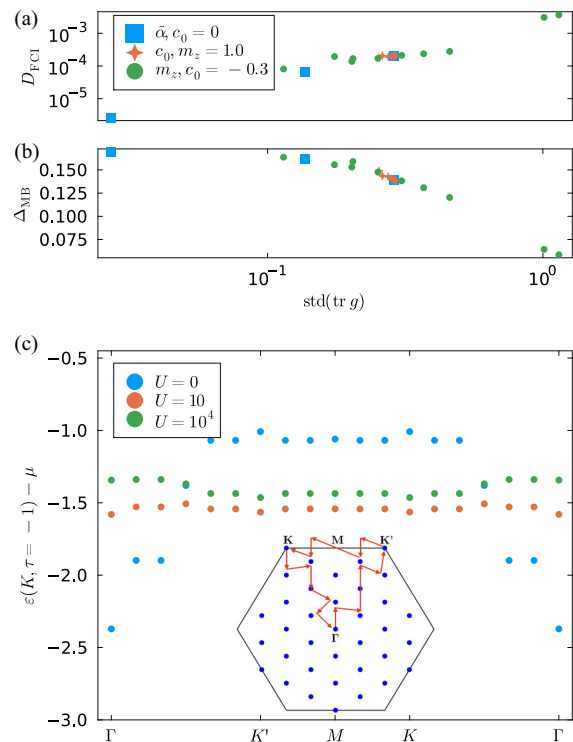 (a)
D_FCI
10^−3
10^−4
10^−5
α̃, c_0 = 0
c_0, m_z = 1.0
m_z, c_0 = −0.3
(b)
Δ_MB
0.150
0.125
0.100
0.075
10^−1
10^0
std(tr g)
(c)
ε(K, τ = −1) − μ
−0.5
−1.0
−1.5
−2.0
−2.5
−3.0
U = 0
U = 10
U = 10^4
K M K'
Γ
Γ K' M K Γ